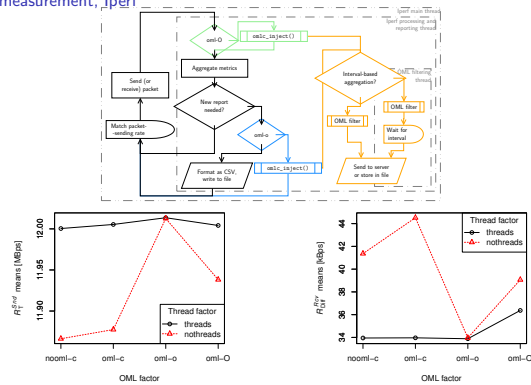 measurement, Iperf
Iperf main thread
Iperf processing and
reporting thread
oml-O
omlc_inject()
Aggregate metrics
Interval-based
aggregation?
OML filtering
thread
Send (or
receive) packet
New report
needed?
OML filter
OML filter
Match packet-
sending rate
oml-o
Wait for
interval
Format as CSV,
write to file
omlc_inject()
Send to server
or store in file
R_T^Snd means [MBps]
12.00
11.95
11.90
Thread factor
threads
nothreads
nooml-c oml-c oml-o oml-O
OML factor
R_Diff^Rcv means [kBps]
44
42
40
38
36
34
Thread factor
threads
nothreads
nooml-c oml-c oml-o oml-O
OML factor